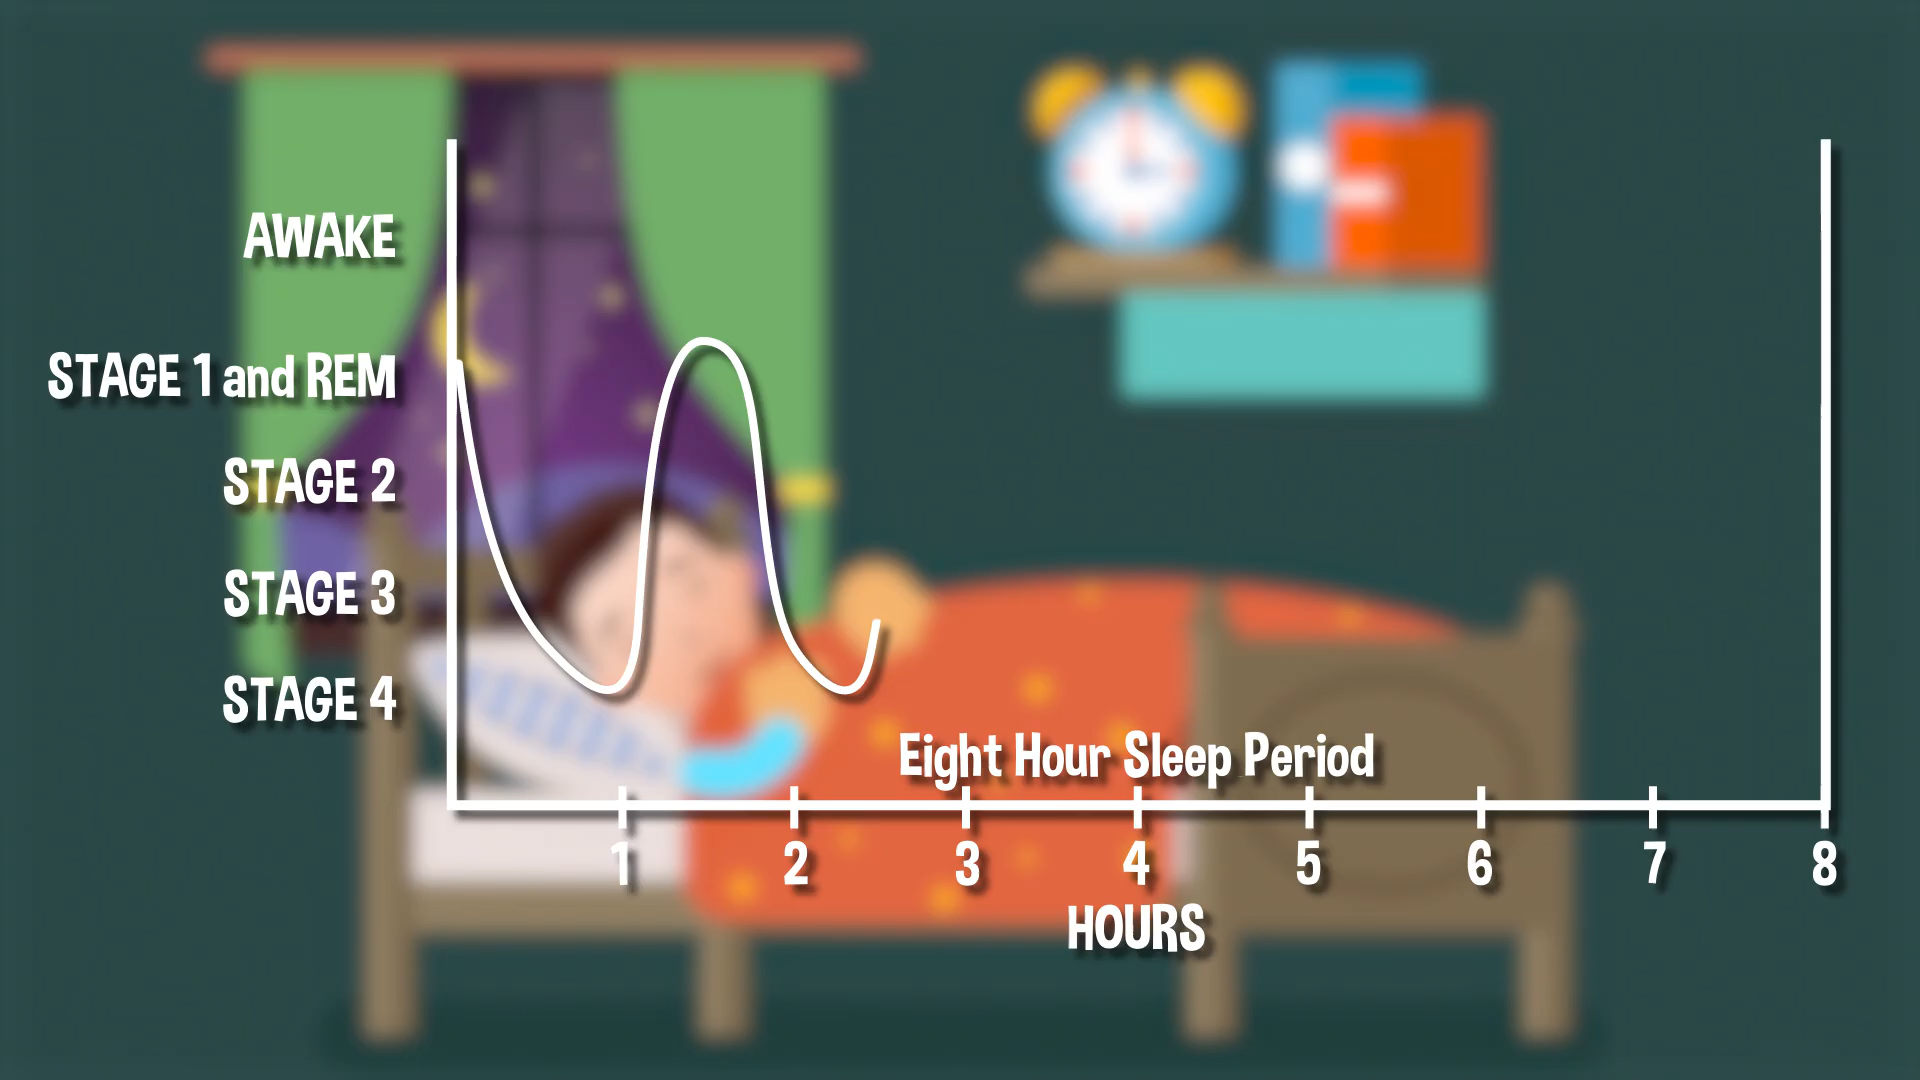 AWAKE
STAGE 1 and REM
STAGE 2
STAGE 3
STAGE 4
Eight Hour Sleep Period
1 2 3 4 5 6 7 8
HOURS